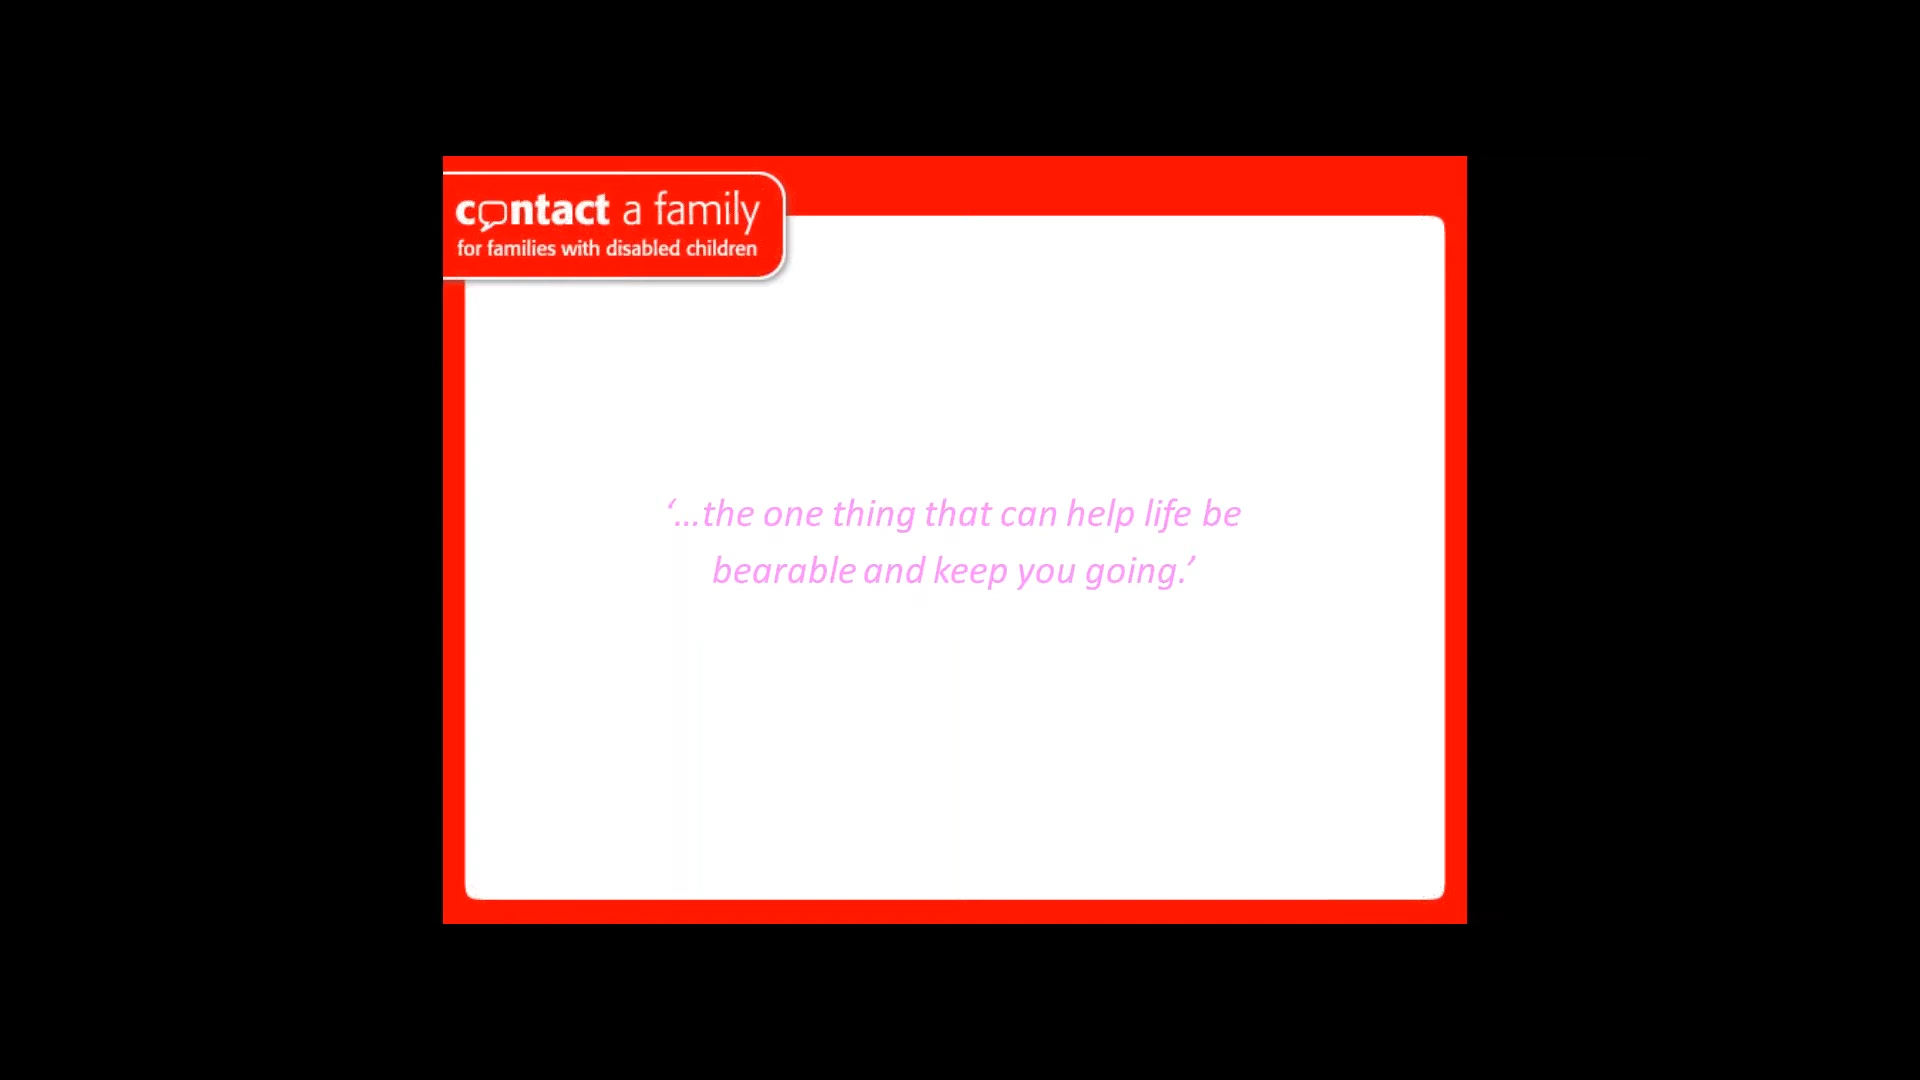 contact a family
for families with disabled children
‘...the one thing that can help life be
bearable and keep you going.’